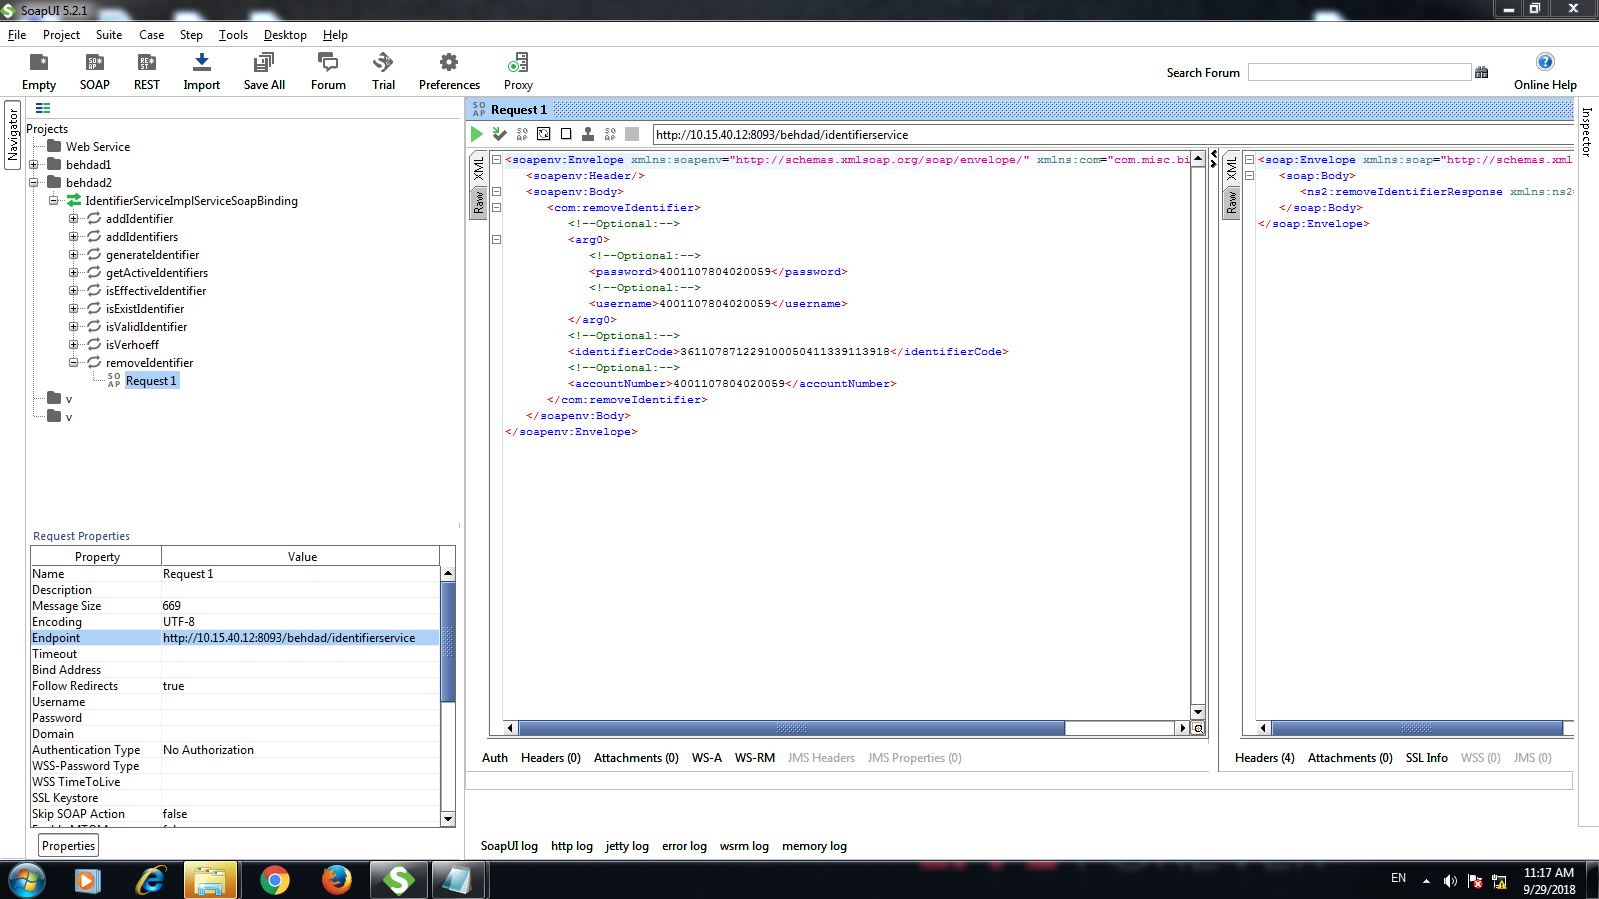 SoapUI 5.2.1
File Project Suite Case Step Tools Desktop Help
Empty SOAP REST Import Save All Forum Trial Preferences Proxy
Search Forum
Online Help
Navigator
Projects
Web Service
behdad1
behdad2
IdentifierServiceImplServiceSoapBinding
addIdentifier
addIdentifiers
generateIdentifier
getActiveIdentifiers
isEffectiveIdentifier
isExistIdentifier
isValidIdentifier
isVerhoeff
removeIdentifier
Request 1
v
v
Request Properties
Property Value
Name Request 1
Description
Message Size 669
Encoding UTF-8
Endpoint http://10.15.40.12:8093/behdad/identifierservice
Timeout
Bind Address
Follow Redirects true
Username
Password
Domain
Authentication Type No Authorization
WSS-Password Type
WSS TimeToLive
SSL Keystore
Skip SOAP Action false
Properties
Request 1
http://10.15.40.12:8093/behdad/identifierservice
XML
Raw
<soapenv:Envelope xmlns:soapenv="http://schemas.xmlsoap.org/soap/envelope/" xmlns:com="com.misc.bi
<soapenv:Header/>
<soapenv:Body>
<com:removeIdentifier>
<!--Optional:-->
<arg0>
<!--Optional:-->
<password>4001107804020059</password>
<!--Optional:-->
<username>4001107804020059</username>
</arg0>
<!--Optional:-->
<identifierCode>361107871229100050411339113918</identifierCode>
<!--Optional:-->
<accountNumber>4001107804020059</accountNumber>
</com:removeIdentifier>
</soapenv:Body>
</soapenv:Envelope>
Auth Headers (0) Attachments (0) WS-A WS-RM JMS Headers JMS Properties (0)
XML
Raw
<soap:Envelope xmlns:soap="http://schemas.xml
<soap:Body>
<ns2:removeIdentifierResponse xmlns:ns2=
</soap:Body>
</soap:Envelope>
Headers (4) Attachments (0) SSL Info WSS (0) JMS (0)
Inspector
SoapUI log http log jetty log error log wsrm log memory log
EN
11:17 AM
9/29/2018